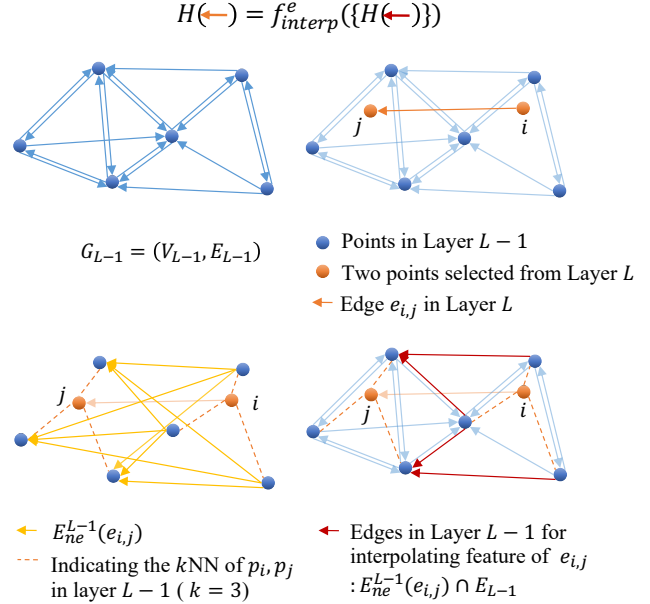 H(←) = f^e_interp({H(←)})
j
i
G_{L−1} = (V_{L−1}, E_{L−1})
Points in Layer L − 1
Two points selected from Layer L
Edge e_{i,j} in Layer L
j
i
j
i
E^{L−1}_{ne}(e_{i,j})
Indicating the kNN of p_i, p_j
in layer L−1 ( k = 3)
Edges in Layer L − 1 for
interpolating feature of e_{i,j}
: E^{L−1}_{ne}(e_{i,j}) ∩ E_{L−1}